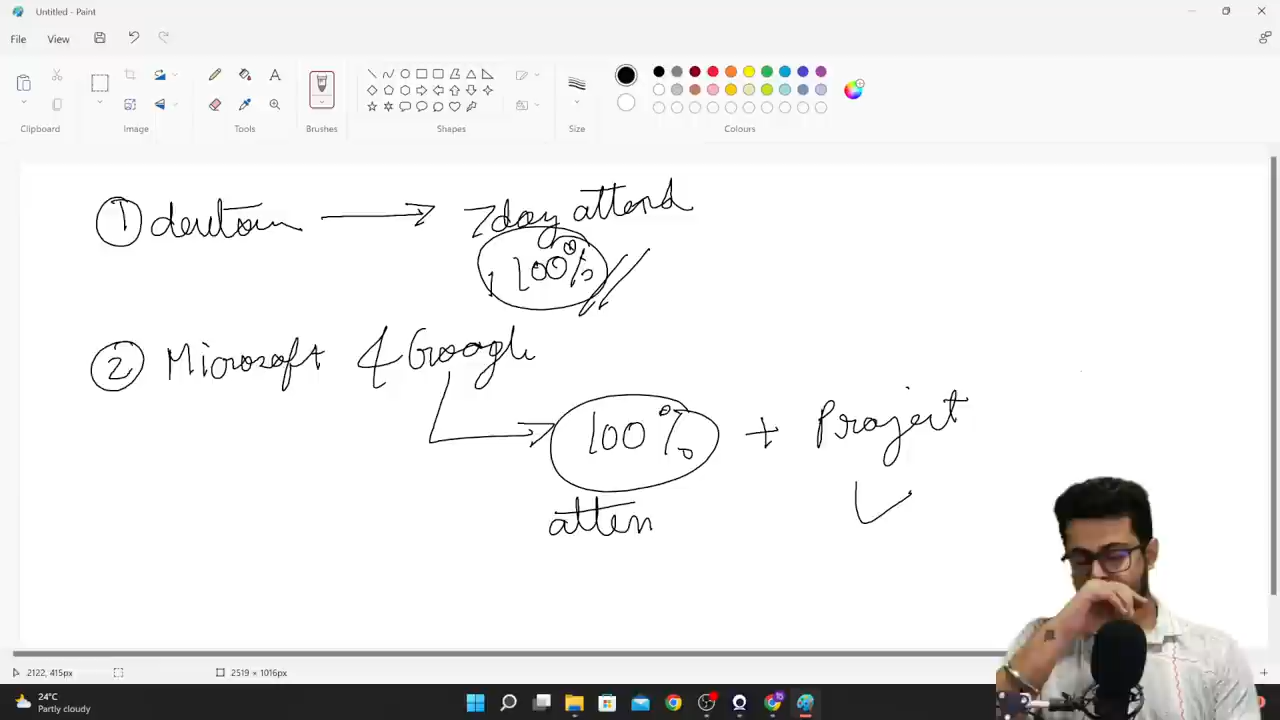 Untitled - Paint
File View
Clipboard Image Tools Brushes Shapes Size Colours
1 dewtown 7day attend
100%
2 Microsoft & Google
100% + Project
atten
2122, 415px 2519 × 1016px
24°C
Partly cloudy